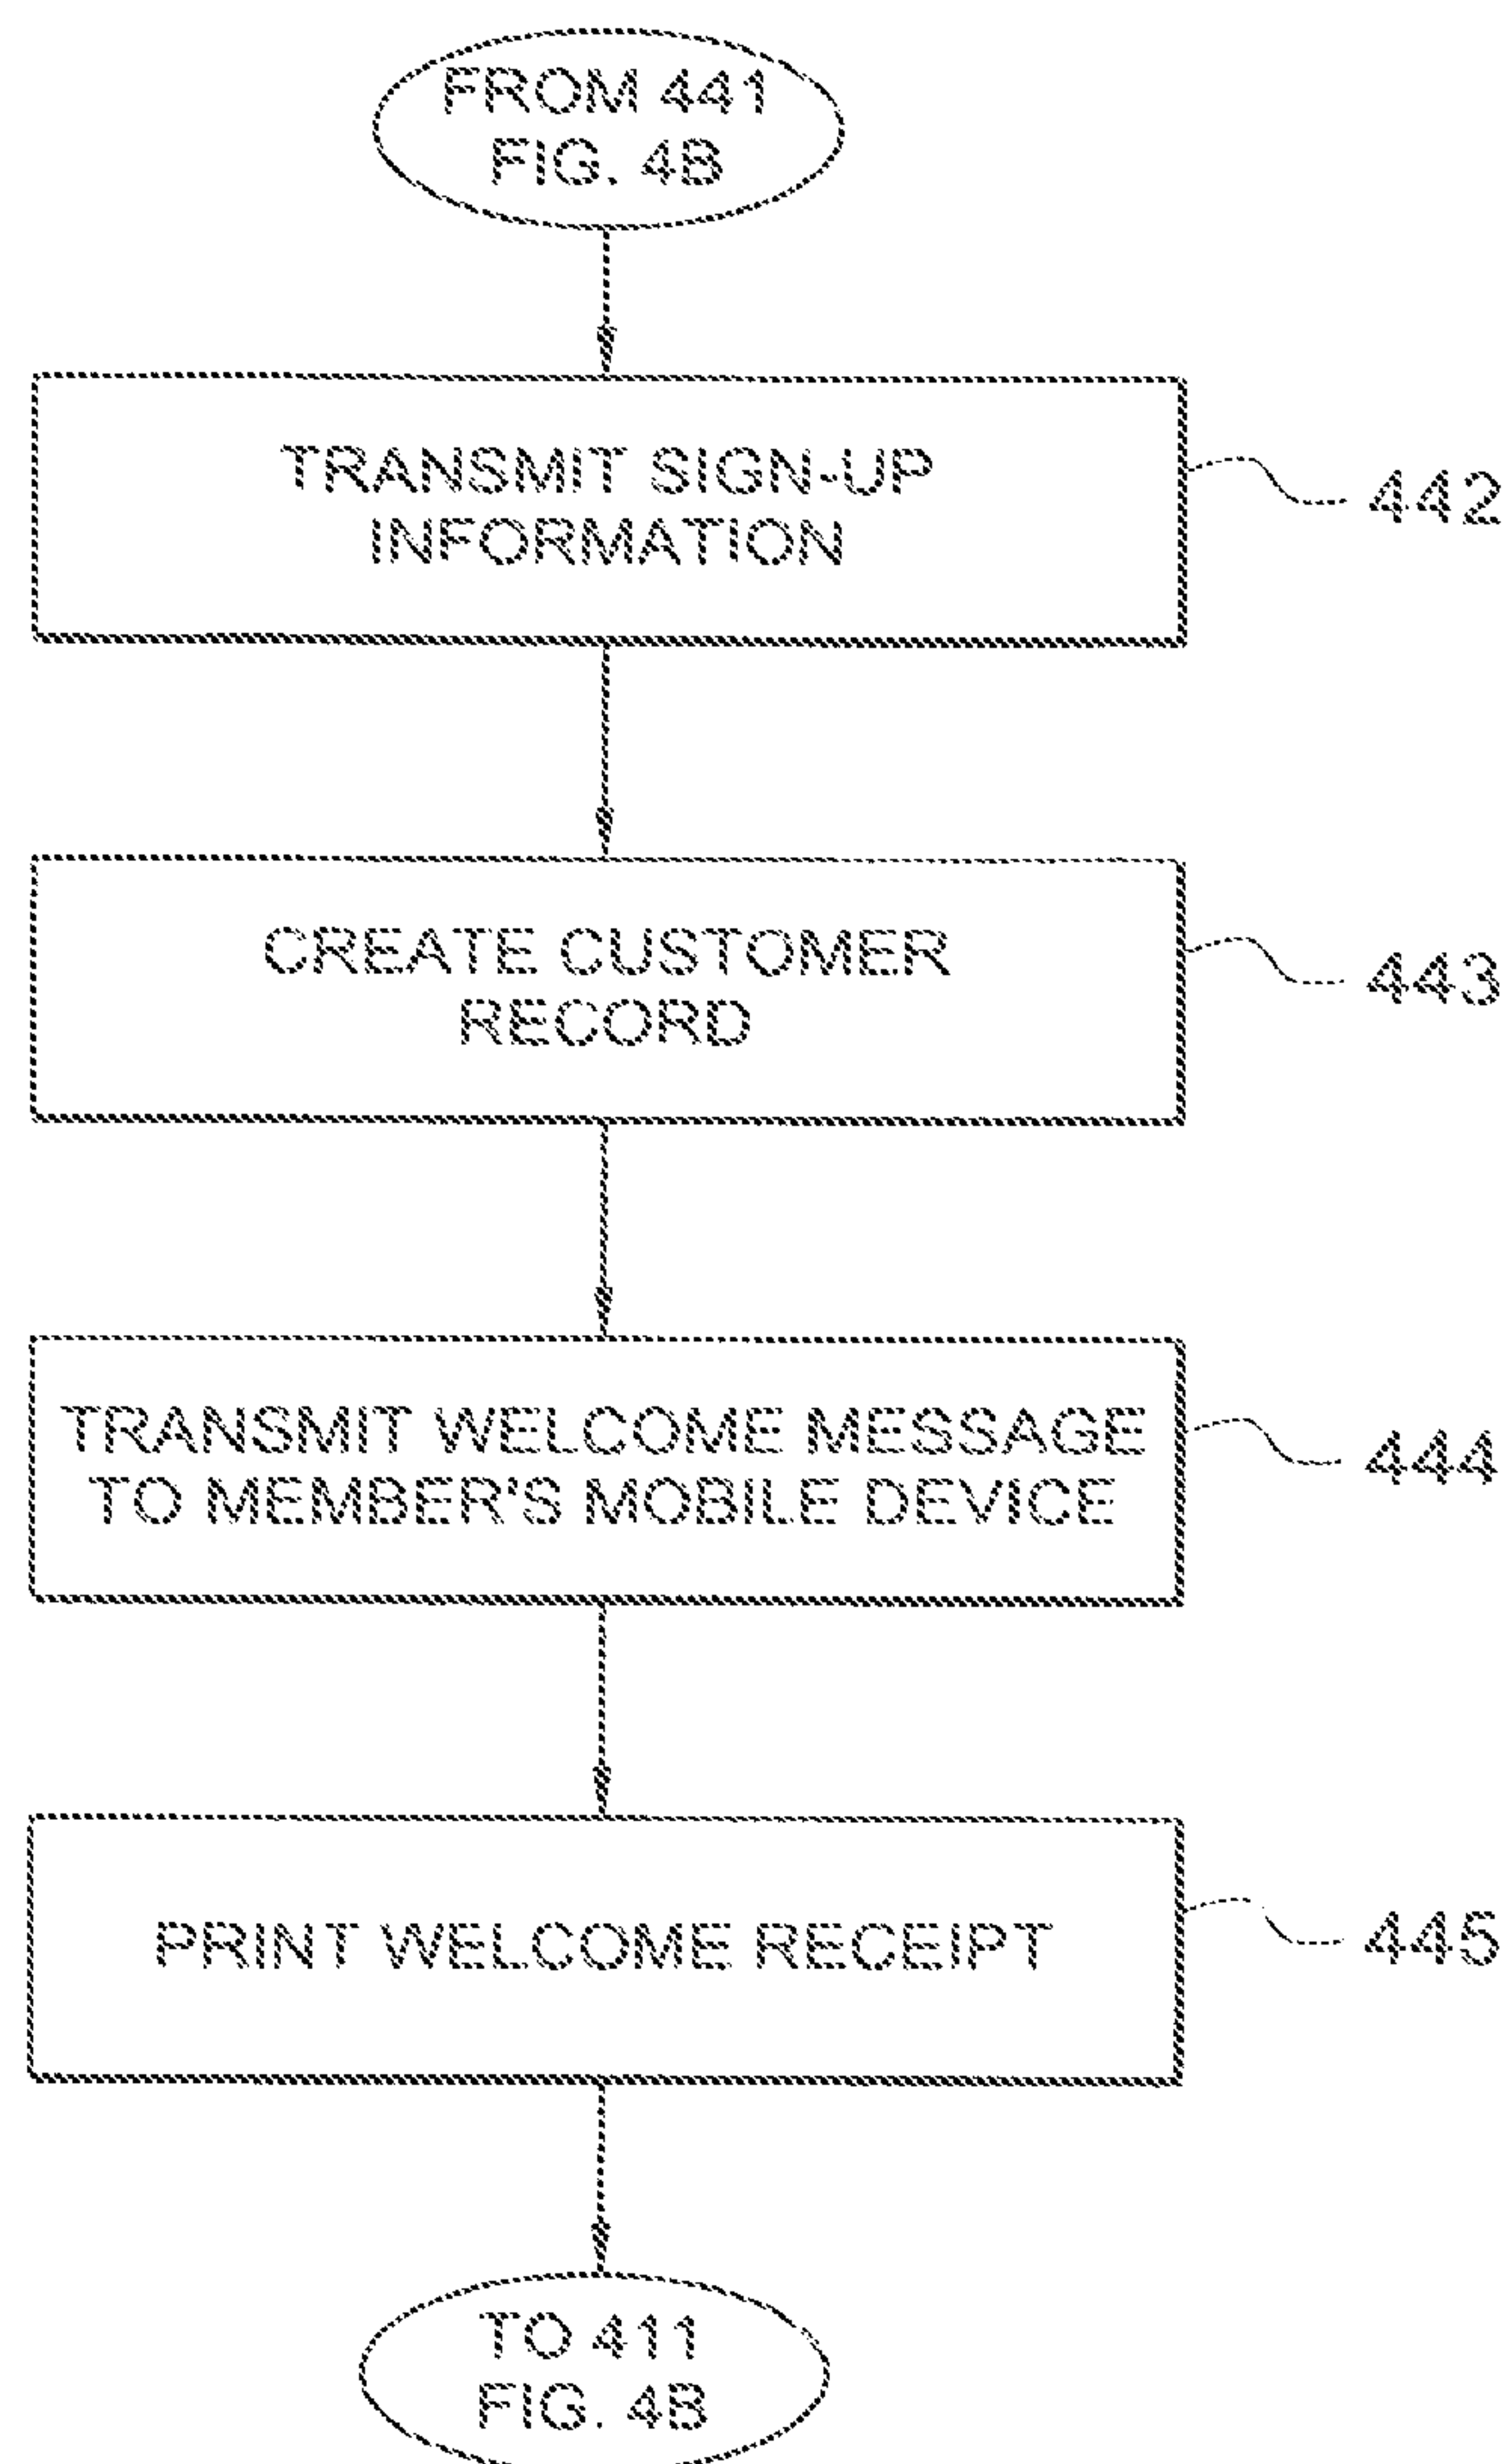 FROM 441
FIG. 4B
TRANSMIT SIGN-UP
INFORMATION
442
CREATE CUSTOMER
RECORD
443
TRANSMIT WELCOME MESSAGE
TO MEMBER'S MOBILE DEVICE
444
PRINT WELCOME RECEIPT
445
TO 411
FIG. 4B